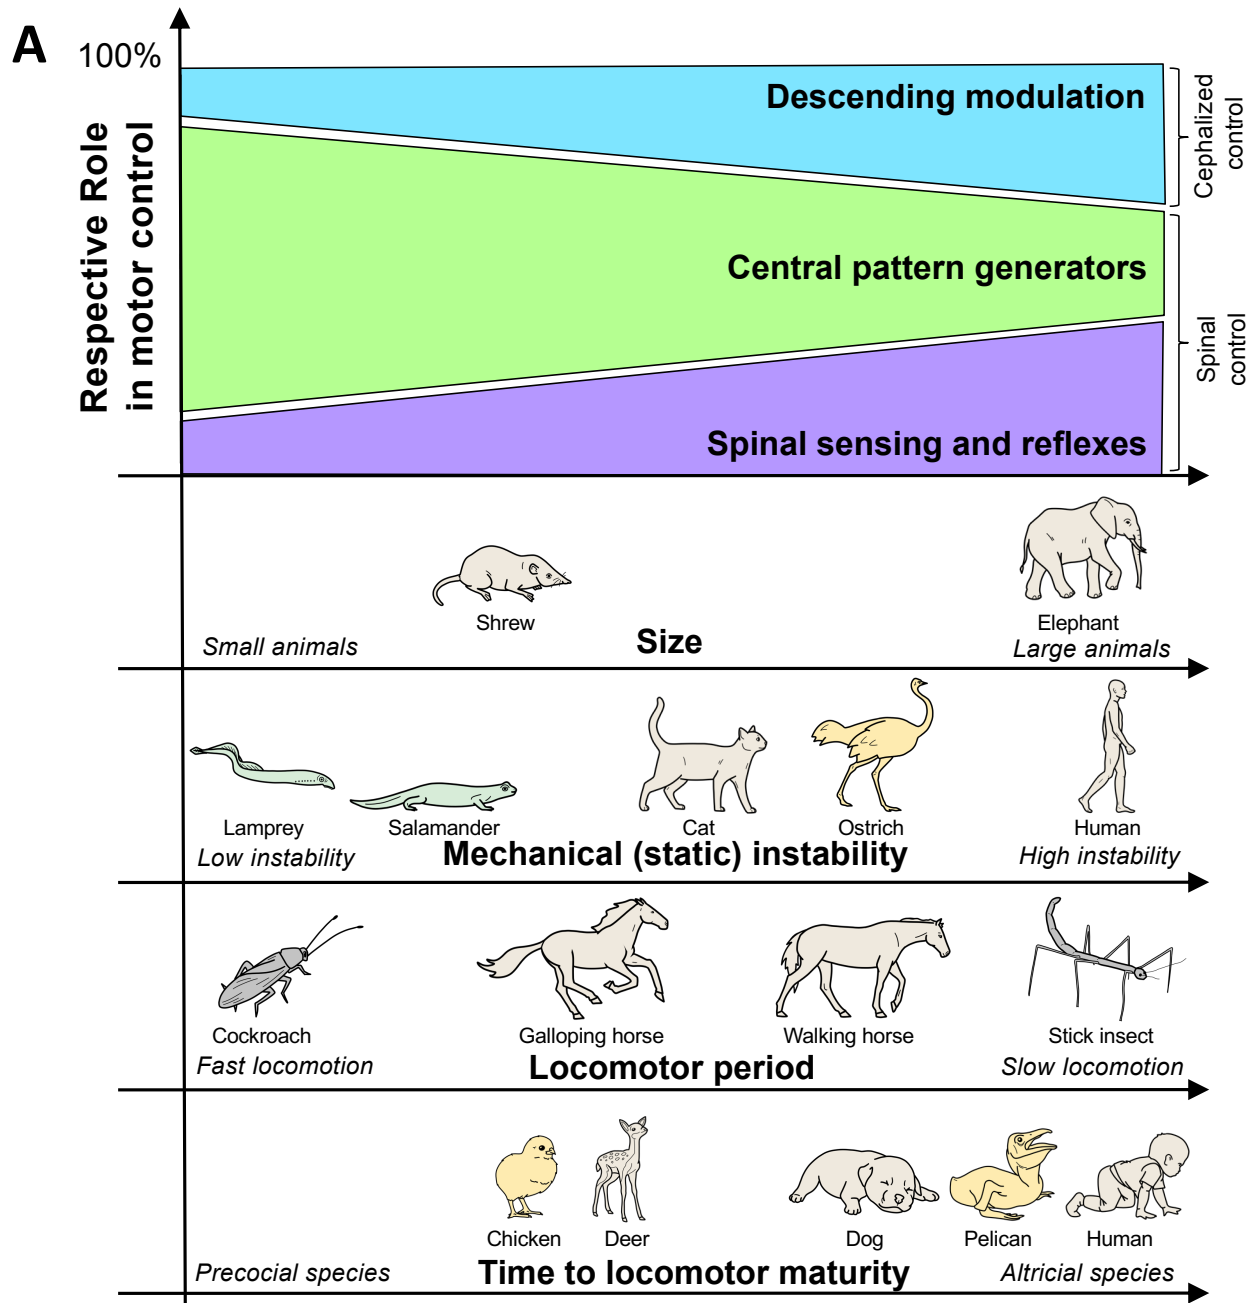 A
100%
Respective Role
in motor control
Descending modulation
Cephalized
control
Central pattern generators
Spinal
control
Spinal sensing and reflexes
Shrew
Elephant
Small animals
Size
Large animals
Lamprey
Salamander
Cat
Ostrich
Human
Low instability
Mechanical (static) instability
High instability
Cockroach
Galloping horse
Walking horse
Stick insect
Fast locomotion
Locomotor period
Slow locomotion
Chicken
Deer
Dog
Pelican
Human
Precocial species
Time to locomotor maturity
Altricial species